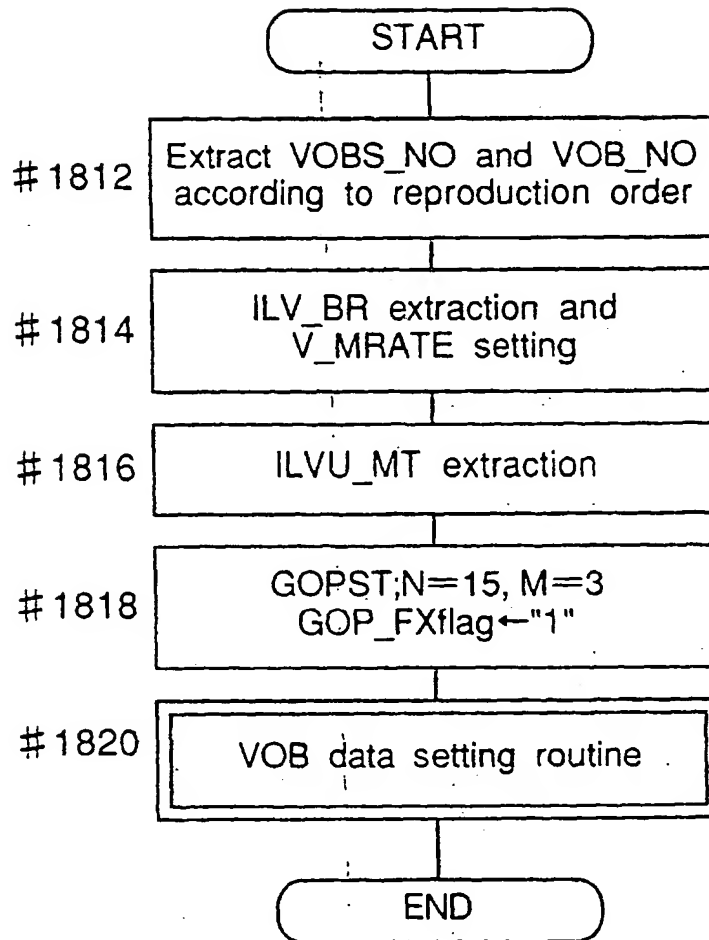 START
#1812
Extract VOBS_NO and VOB_NO
according to reproduction order
#1814
ILV_BR extraction and
V_MRATE setting
#1816
ILVU_MT extraction
#1818
GOPST;N=15, M=3
GOP_FXflag←"1"
#1820
VOB data setting routine
END